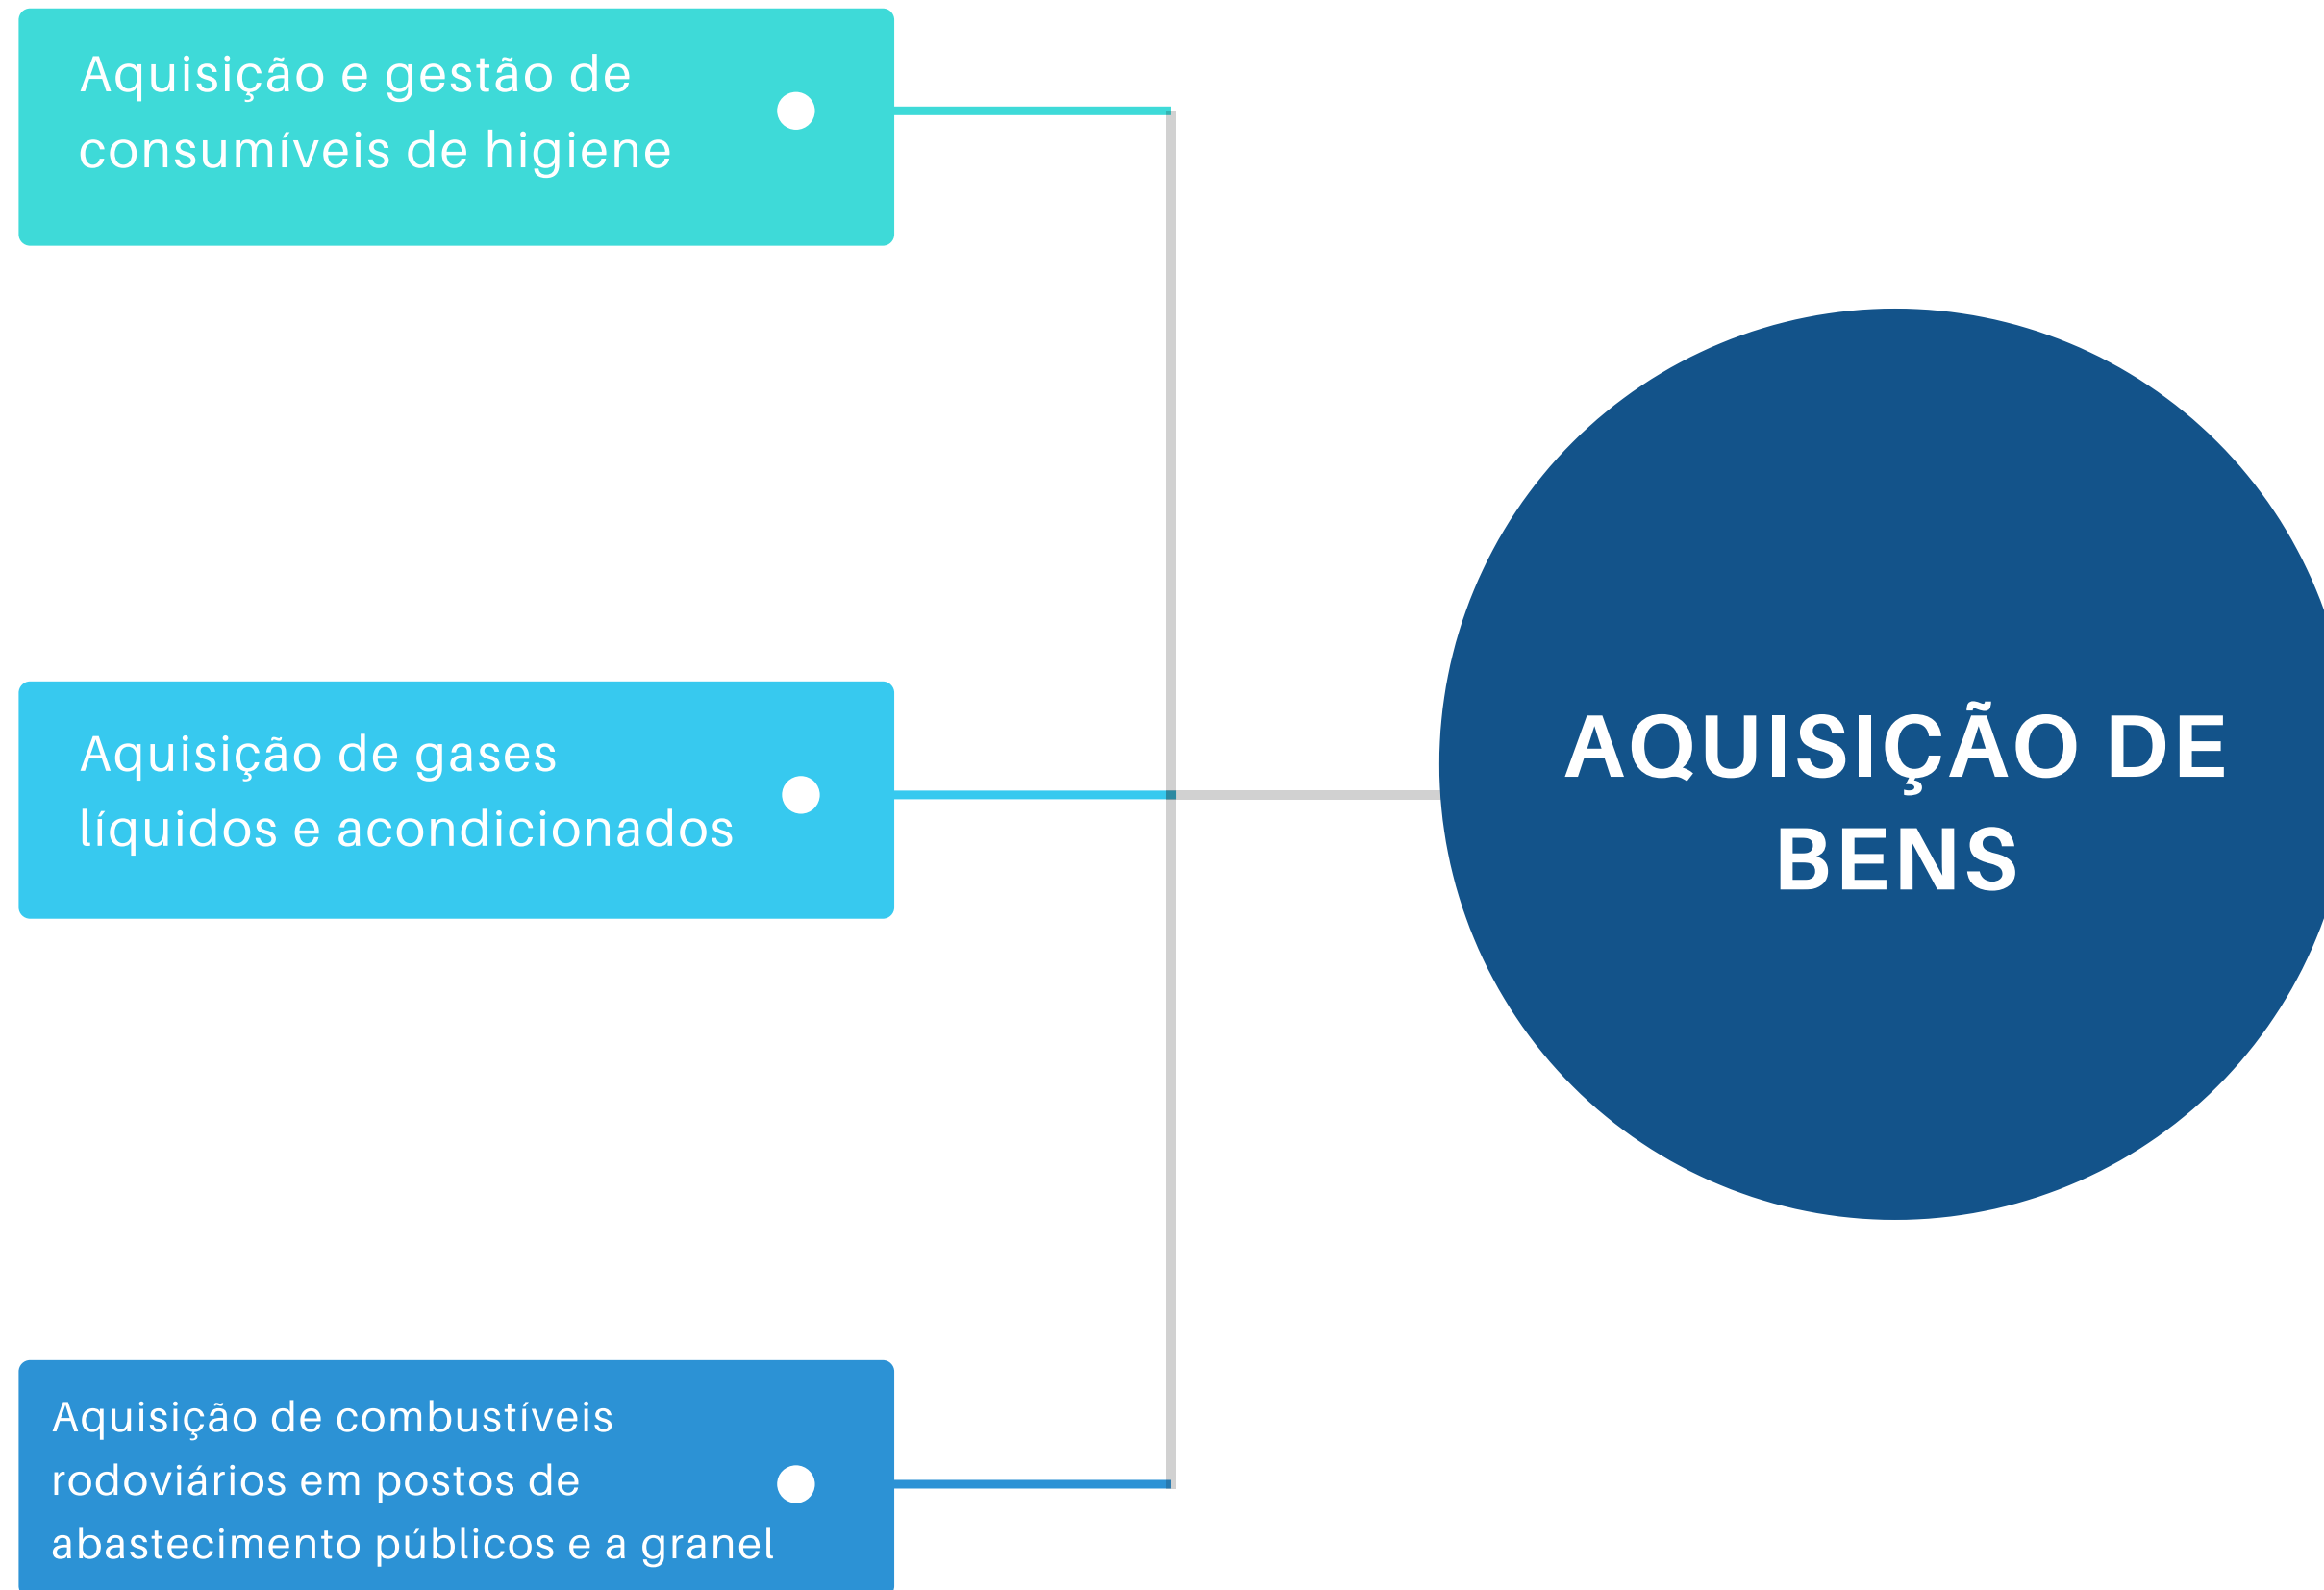 Aquisição e gestão de
consumíveis de higiene
Aquisição de gases
líquidos e acondicionados
AQUISIÇÃO DE
BENS
Aquisição de combustíveis
rodoviários em postos de
abastecimento públicos e a granel